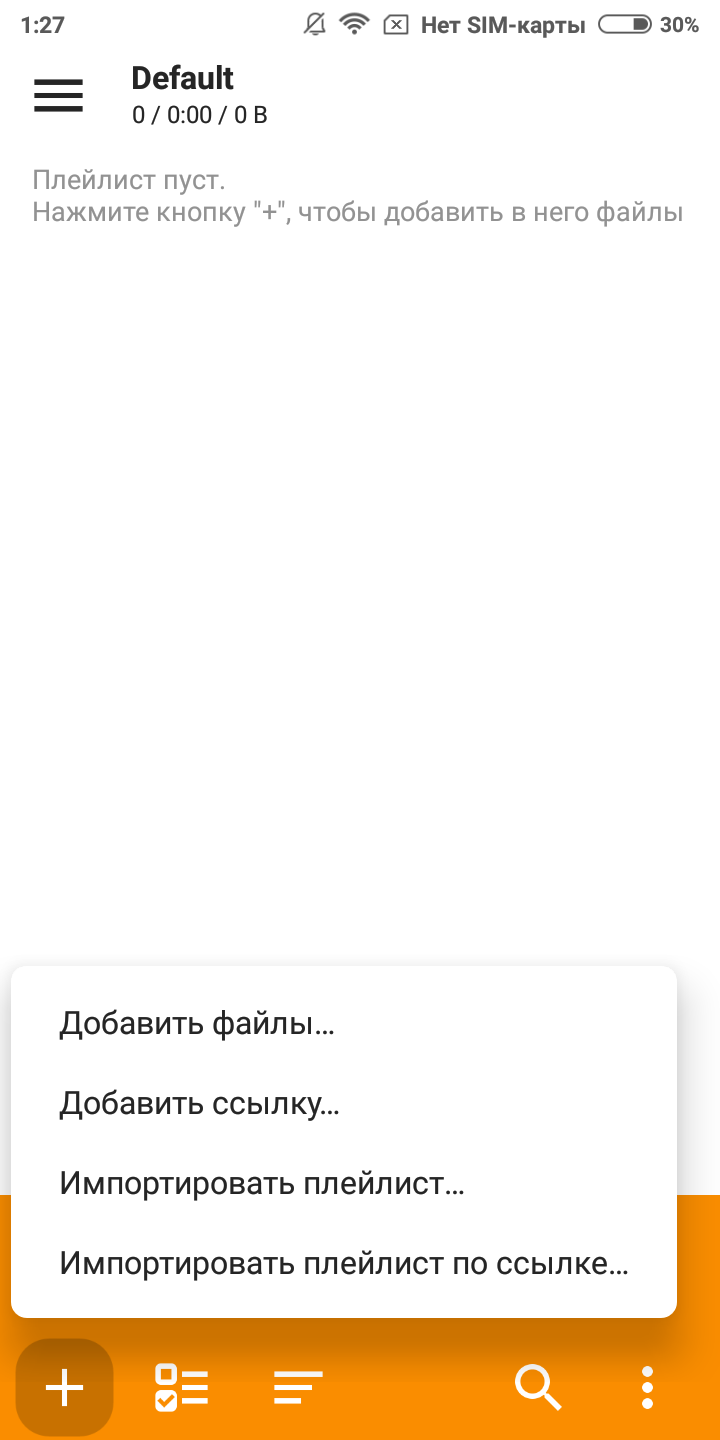 1:27 Нет SIM-карты 30%
Default
0 / 0:00 / 0 B
Плейлист пуст.
Нажмите кнопку "+", чтобы добавить в него файлы
Добавить файлы...
Добавить ссылку...
Импортировать плейлист...
Импортировать плейлист по ссылке...